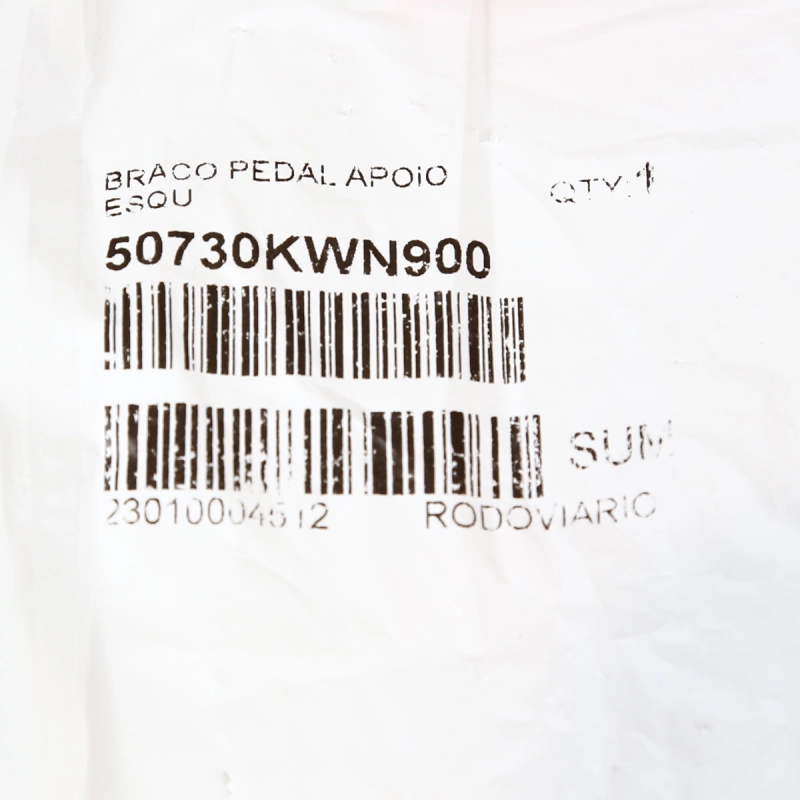 BRACO PEDAL APOIO
ESQU
QTY:1
50730KWN900
SUM
23010004512 RODOVIARIO